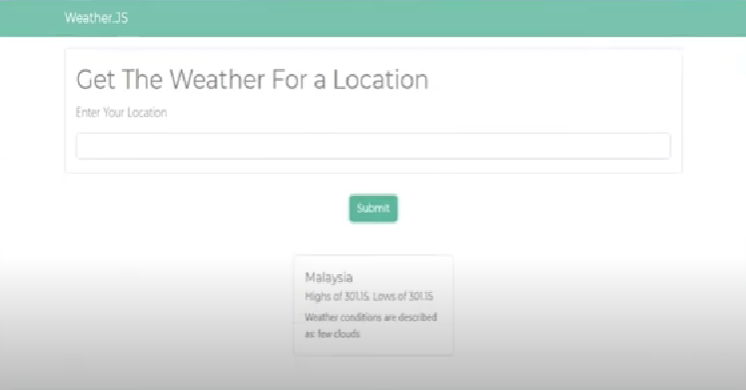 Weather.JS
Get The Weather For a Location
Enter Your Location
Submit
Malaysia
Highs of 301.15. Lows of 301.15
Weather conditions are described
as: few clouds